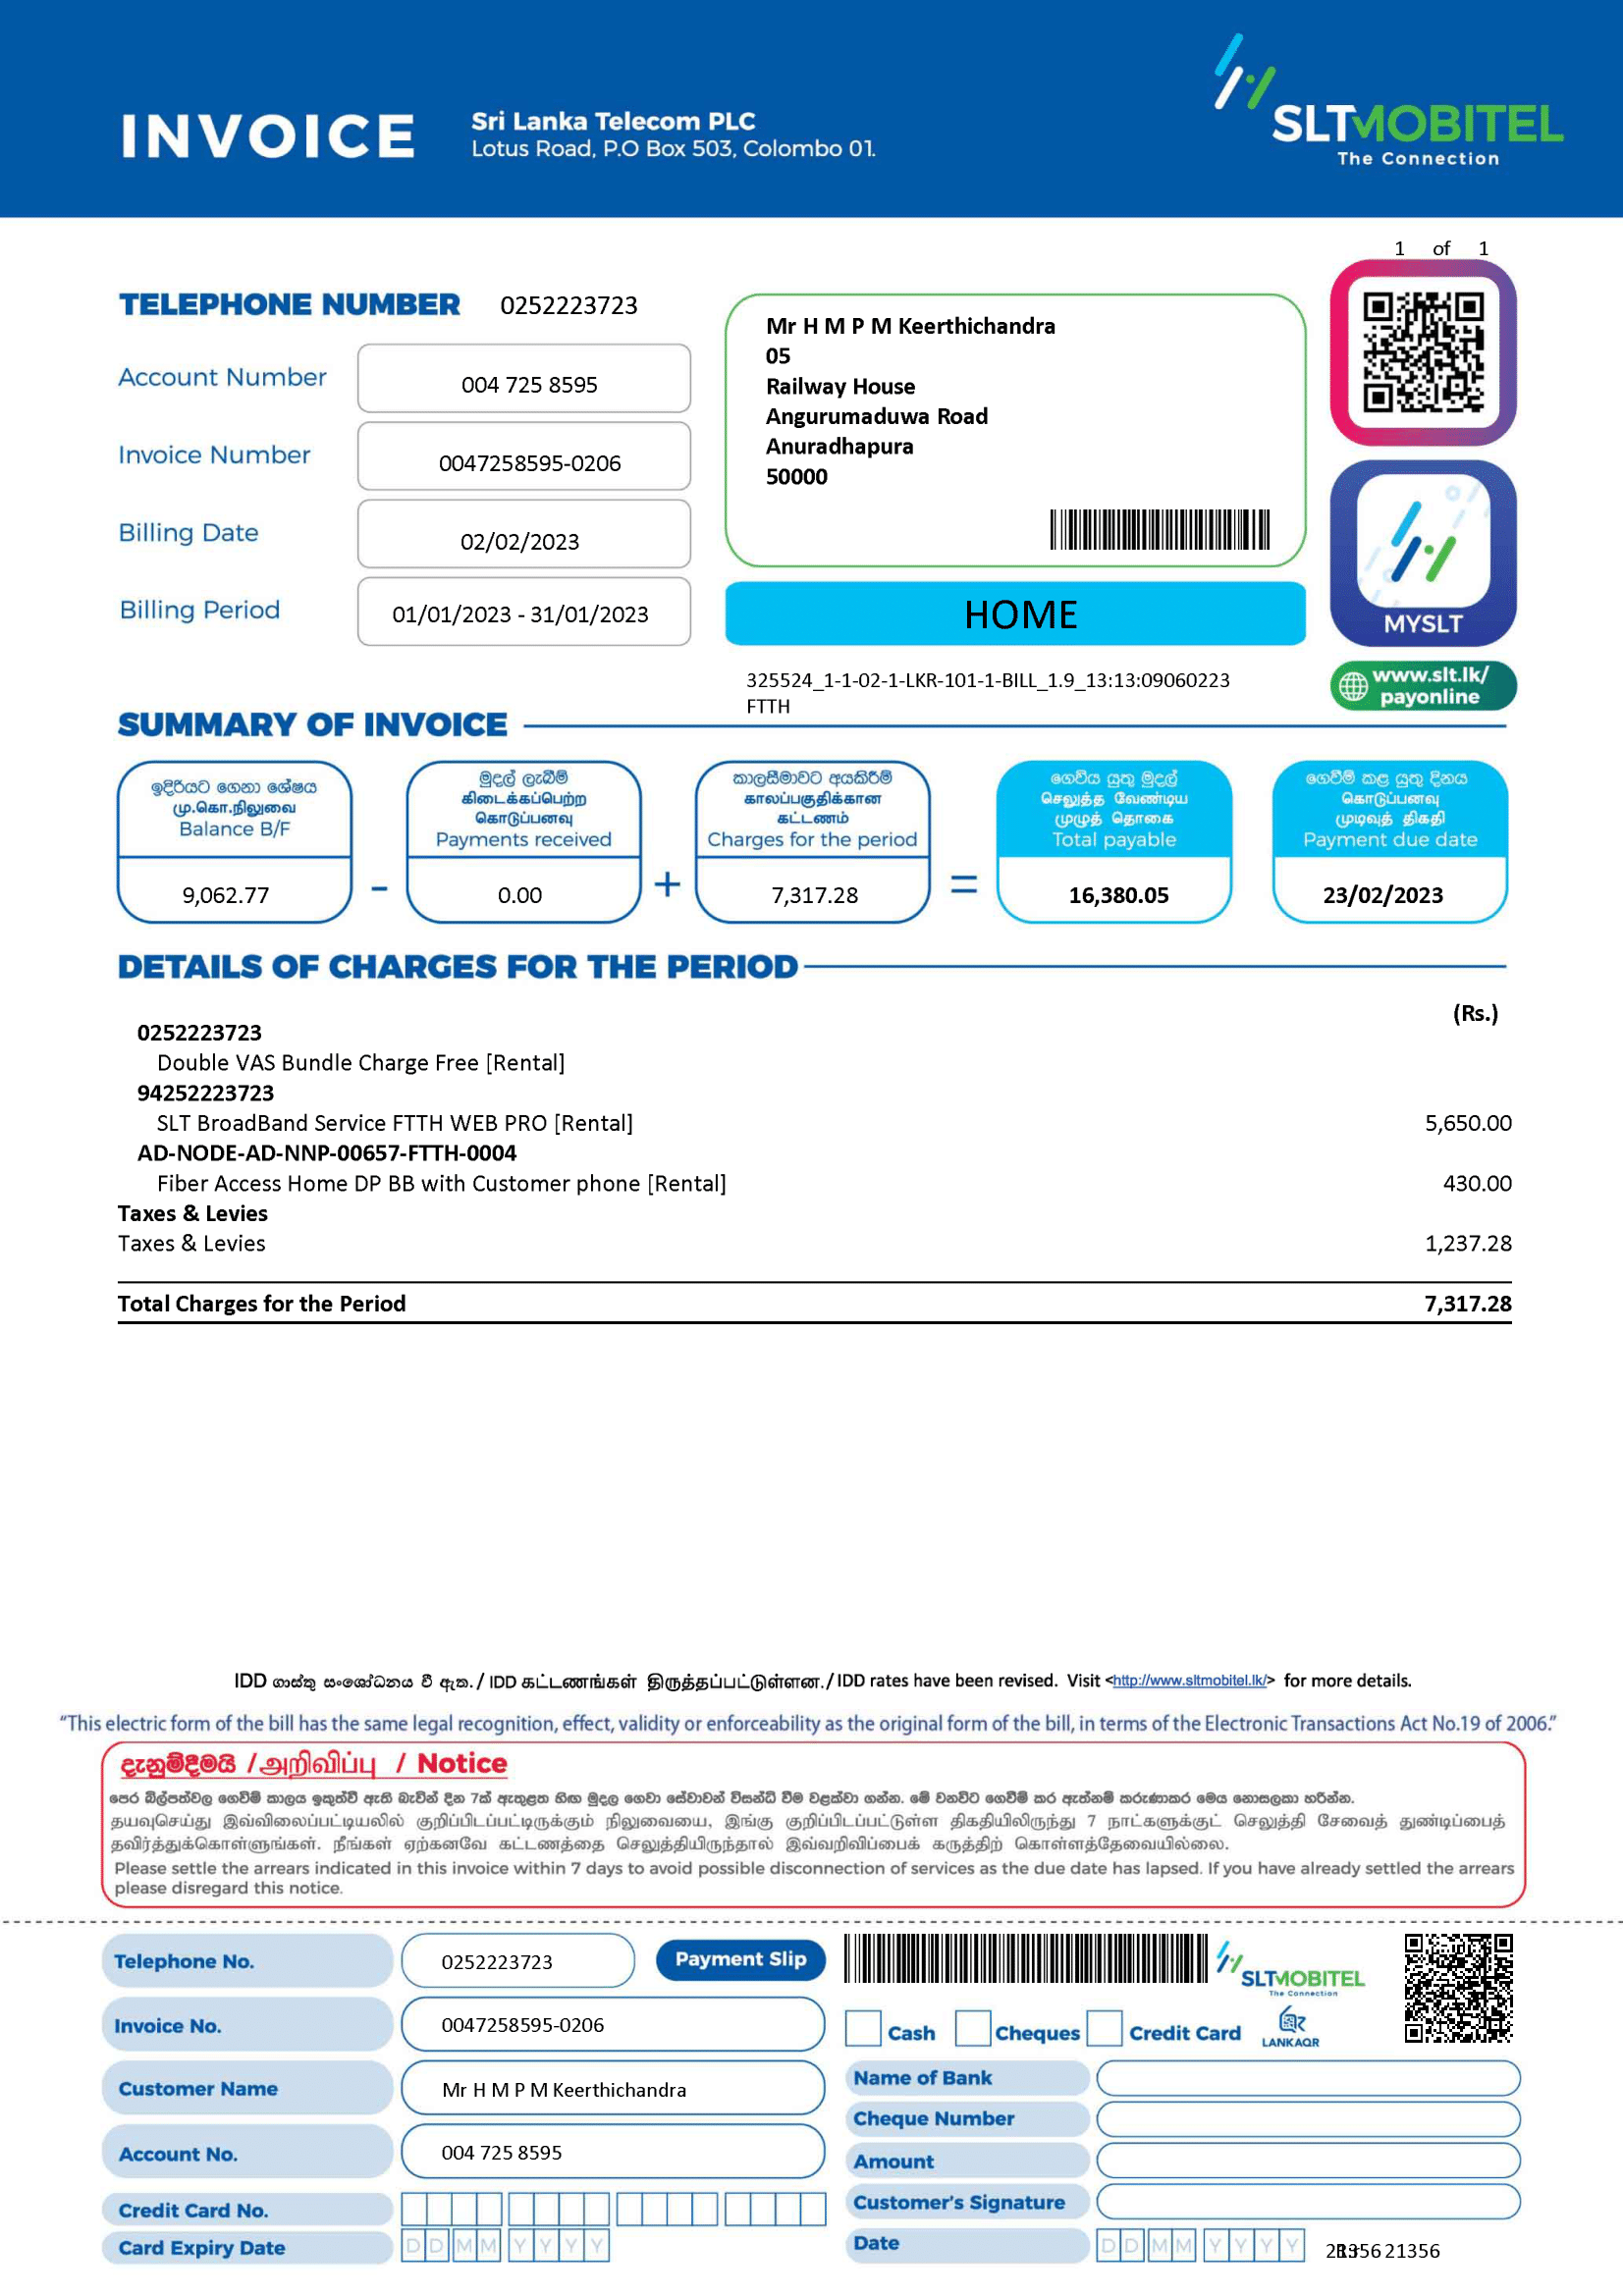 INVOICE
Sri Lanka Telecom PLC
Lotus Road, P.O Box 503, Colombo 01.
SLTMOBITEL
The Connection
1 of 1
TELEPHONE NUMBER 0252223723
Account Number 004 725 8595
Invoice Number 0047258595-0206
Billing Date 02/02/2023
Billing Period 01/01/2023 - 31/01/2023
Mr H M P M Keerthichandra
05
Railway House
Angurumaduwa Road
Anuradhapura
50000
HOME
MYSLT
www.slt.lk/
payonline
325524_1-1-02-1-LKR-101-1-BILL_1.9_13:13:09060223
FTTH
SUMMARY OF INVOICE
ඉදිරියට ගෙනා ශේෂය
மு.கொ.நிலுவை
Balance B/F
9,062.77
-
මුදල් ලැබීම්
கிடைக்கப்பெற்ற
கொடுப்பனவு
Payments received
0.00
+
කාලසීමාවට අයකිරීම්
காலப்பகுதிக்கான
கட்டணம்
Charges for the period
7,317.28
=
ගෙවිය යුතු මුදල්
செலுத்த வேண்டிய
முழுத் தொகை
Total payable
16,380.05
ගෙවීම් කළ යුතු දිනය
கொடுப்பனவு
முடிவுத் திகதி
Payment due date
23/02/2023
DETAILS OF CHARGES FOR THE PERIOD
(Rs.)
0252223723
Double VAS Bundle Charge Free [Rental]
94252223723
SLT BroadBand Service FTTH WEB PRO [Rental] 5,650.00
AD-NODE-AD-NNP-00657-FTTH-0004
Fiber Access Home DP BB with Customer phone [Rental] 430.00
Taxes & Levies
Taxes & Levies 1,237.28
Total Charges for the Period 7,317.28
IDD ගාස්තු සංශෝධනය වී ඇත. / IDD கட்டணங்கள் திருத்தப்பட்டுள்ளன. / IDD rates have been revised. Visit <http://www.sltmobitel.lk/> for more details.
“This electric form of the bill has the same legal recognition, effect, validity or enforceability as the original form of the bill, in terms of the Electronic Transactions Act No.19 of 2006.”
දැනුම්දීමයි / அறிவிப்பு / Notice
පෙර බිල්පත්වල ගෙවීම් කාලය ඉකුත්වී ඇති බැවින් දින 7ක් ඇතුළත හිඟ මුදල ගෙවා සේවාවන් විසන්ධි වීම වළක්වා ගන්න. මේ වනවිට ගෙවීම් කර ඇත්නම් කරුණාකර මෙය නොසලකා හරින්න.
தயவுசெய்து இவ்விலைப்பட்டியலில் குறிப்பிடப்பட்டிருக்கும் நிலுவையை, இங்கு குறிப்பிடப்பட்டுள்ள திகதியிலிருந்து 7 நாட்களுக்குட் செலுத்தி சேவைத் துண்டிப்பைத்
தவிர்த்துக்கொள்ளுங்கள். நீங்கள் ஏற்கனவே கட்டணத்தை செலுத்தியிருந்தால் இவ்வறிவிப்பைக் கருத்திற் கொள்ளத்தேவையில்லை.
Please settle the arrears indicated in this invoice within 7 days to avoid possible disconnection of services as the due date has lapsed. If you have already settled the arrears
please disregard this notice.
Telephone No. 0252223723
Payment Slip
SLTMOBITEL
The Connection
Invoice No. 0047258595-0206
Cash Cheques Credit Card
LANKAQR
Customer Name Mr H M P M Keerthichandra
Name of Bank
Cheque Number
Account No. 004 725 8595
Amount
Credit Card No.
Customer's Signature
Card Expiry Date D D M M Y Y Y Y
Date D D M M Y Y Y Y
21356